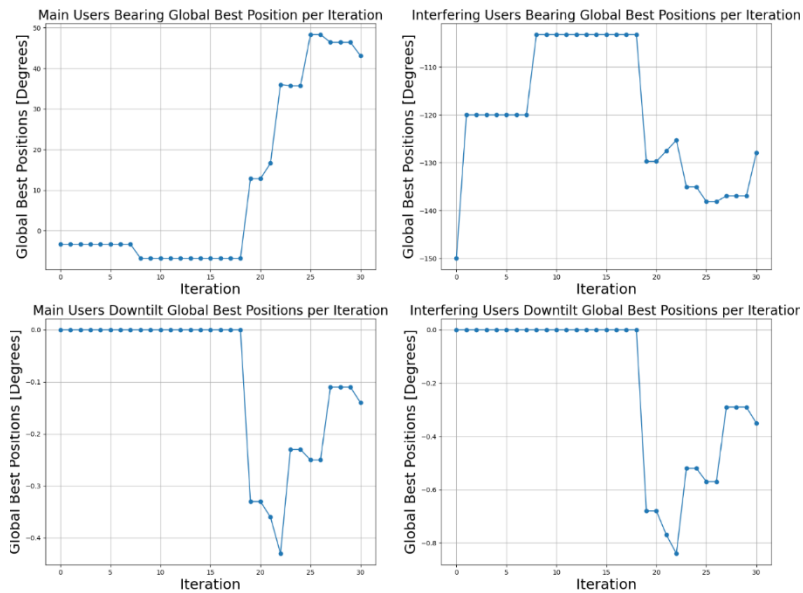 Main Users Bearing Global Best Position per Iteration
Global Best Positions [Degrees]
50
40
30
20
10
0
0 5 10 15 20 25 30
Iteration
Interfering Users Bearing Global Best Positions per Iteration
Global Best Positions [Degrees]
−110
−120
−130
−140
−150
0 5 10 15 20 25 30
Iteration
Main Users Downtilt Global Best Positions per Iteration
Global Best Positions [Degrees]
0.0
−0.1
−0.2
−0.3
−0.4
0 5 10 15 20 25 30
Iteration
Interfering Users Downtilt Global Best Positions per Iteration
Global Best Positions [Degrees]
0.0
−0.2
−0.4
−0.6
−0.8
0 5 10 15 20 25 30
Iteration